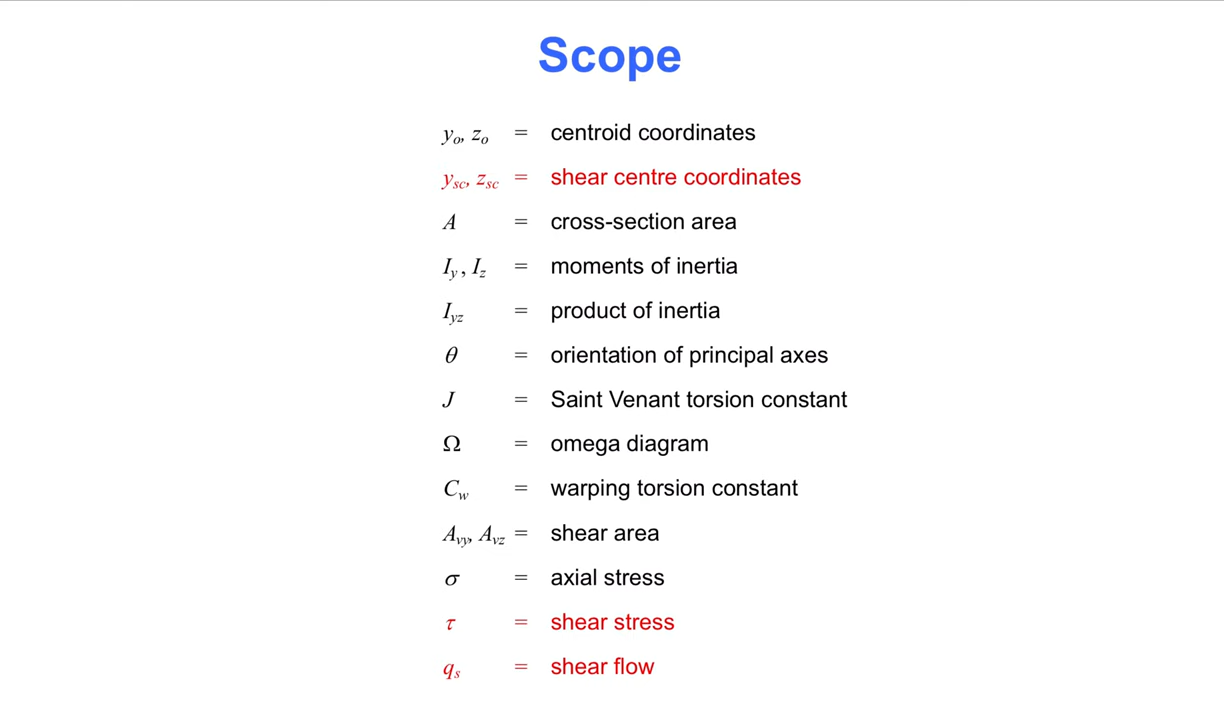 Scope
yo, zo = centroid coordinates
ysc, zsc = shear centre coordinates
A = cross-section area
Iy , Iz = moments of inertia
Iyz = product of inertia
θ = orientation of principal axes
J = Saint Venant torsion constant
Ω = omega diagram
Cw = warping torsion constant
Avy, Avz = shear area
σ = axial stress
τ = shear stress
qs = shear flow